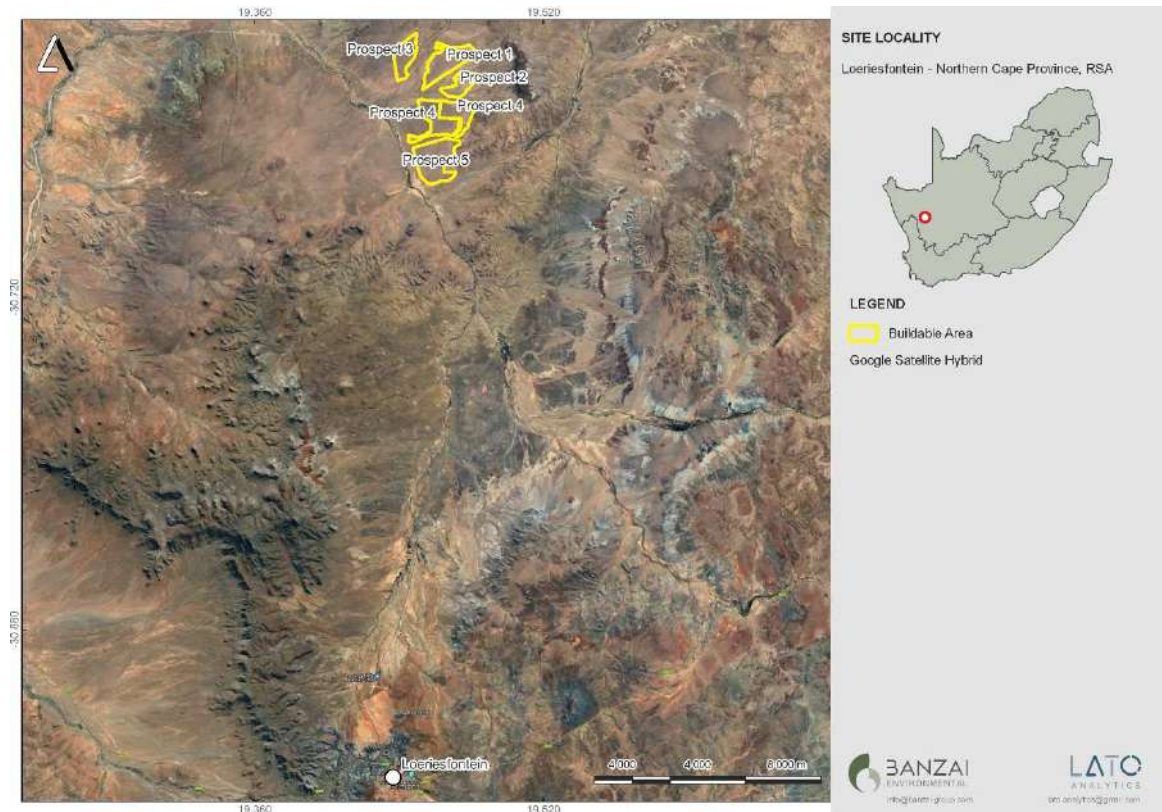 19.360 19.520
Prospect 3
Prospect 1
Prospect 2
Prospect 4
Prospect 4
Prospect 5
-30.720
-30.880
Loeriesfontein
4 000 4 000 8 000 m
19.360 19.520
SITE LOCALITY
Loeriesfontein - Northern Cape Province, RSA
LEGEND
Buildable Area
Google Satellite Hybrid
BANZAI
ENVIRONMENTAL
LATO
ANALYTICS